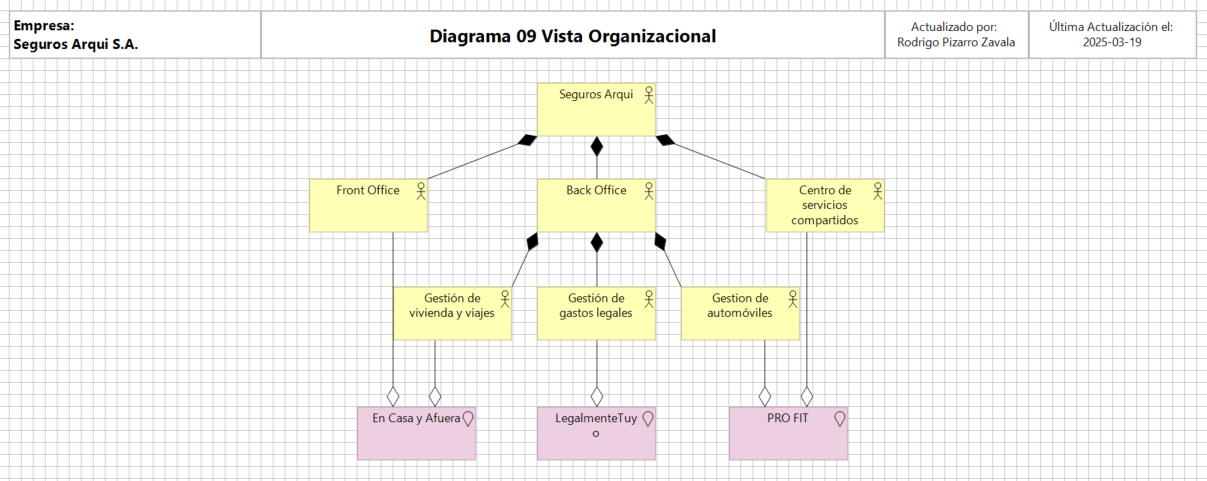 Empresa:
Seguros Arqui S.A.
Diagrama 09 Vista Organizacional
Actualizado por:
Rodrigo Pizarro Zavala
Última Actualización el:
2025-03-19
Seguros Arqui
Front Office
Back Office
Centro de
servicios
compartidos
Gestión de
vivienda y viajes
Gestión de
gastos legales
Gestion de
automóviles
En Casa y Afuera
LegalmenteTuy
o
PRO FIT